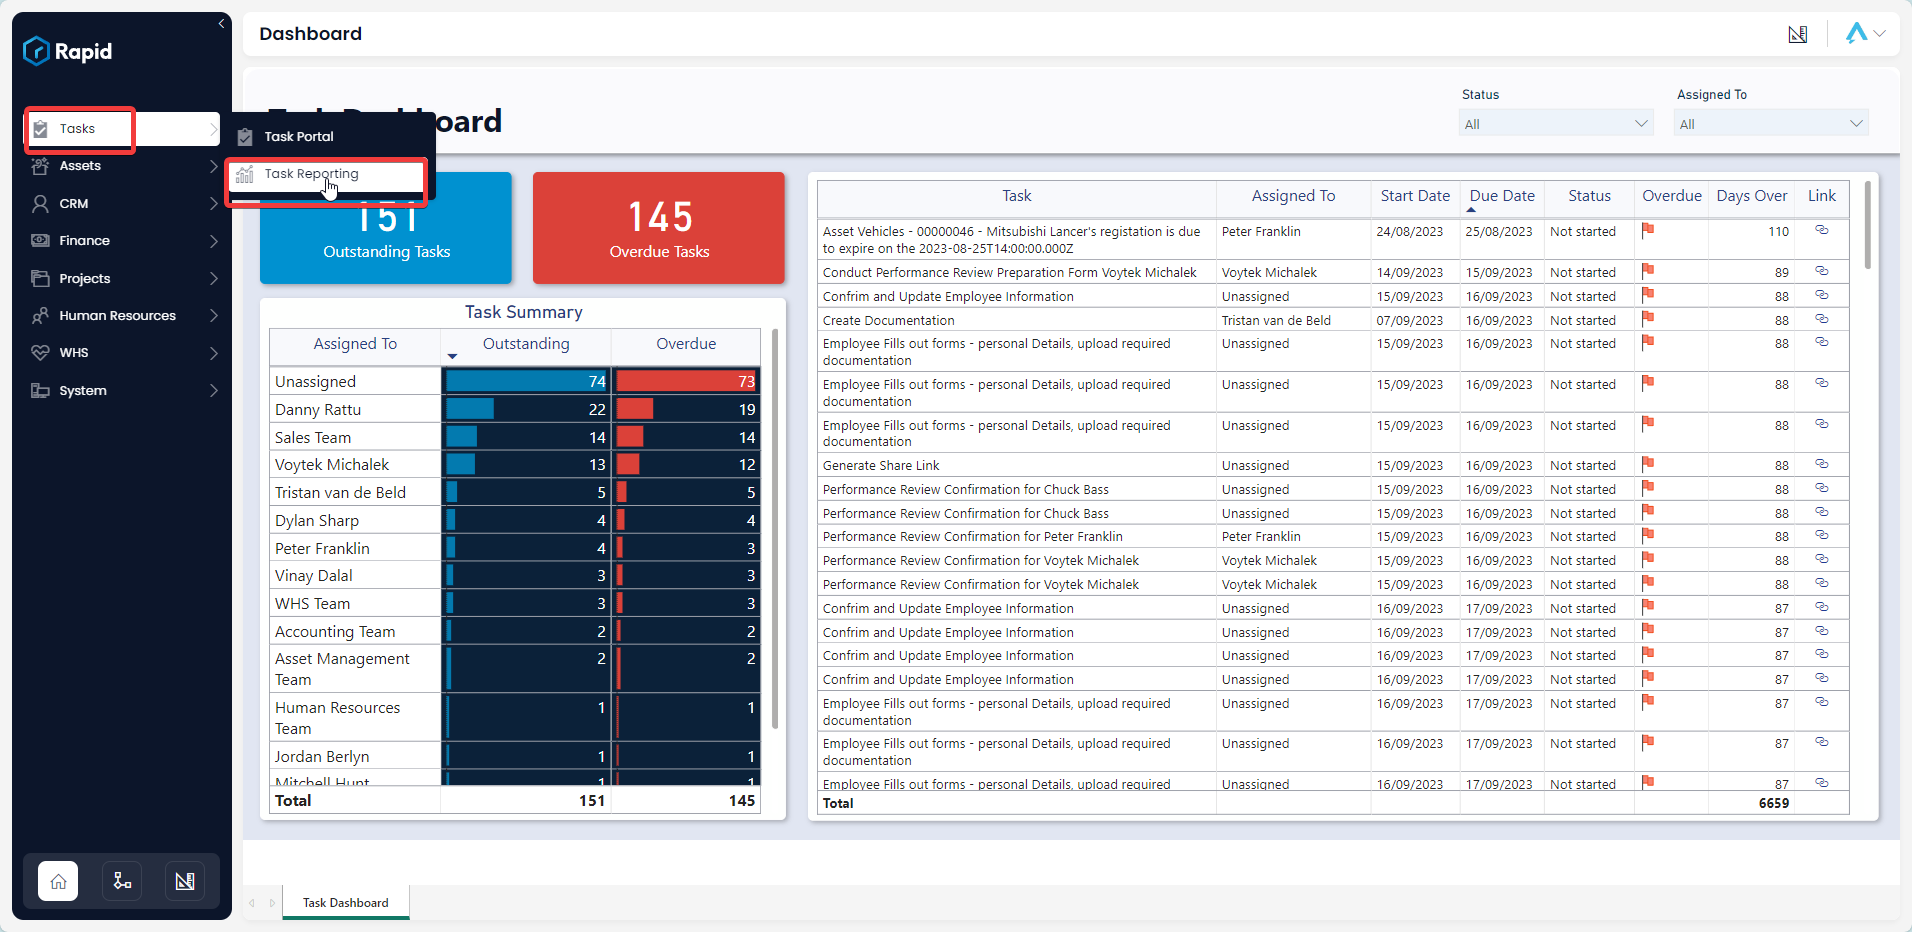 Rapid
Tasks
Assets
CRM
Finance
Projects
Human Resources
WHS
System
Task Portal
Task Reporting
Dashboard
Status
All
Assigned To
All
151
Outstanding Tasks
145
Overdue Tasks
Task Summary
Assigned To Outstanding Overdue
Unassigned 74 73
Danny Rattu 22 19
Sales Team 14 14
Voytek Michalek 13 12
Tristan van de Beld 5 5
Dylan Sharp 4 4
Peter Franklin 4 3
Vinay Dalal 3 3
WHS Team 3 3
Accounting Team 2 2
Asset Management 2 2
Team
Human Resources 1 1
Team
Jordan Berlyn 1 1
Mitchell Hunt 1 1
Total 151 145
Task Assigned To Start Date Due Date Status Overdue Days Over Link
Asset Vehicles - 00000046 - Mitsubishi Lancer's registation is due Peter Franklin 24/08/2023 25/08/2023 Not started 110
to expire on the 2023-08-25T14:00:00.000Z
Conduct Performance Review Preparation Form Voytek Michalek Voytek Michalek 14/09/2023 15/09/2023 Not started 89
Confrim and Update Employee Information Unassigned 15/09/2023 16/09/2023 Not started 88
Create Documentation Tristan van de Beld 07/09/2023 16/09/2023 Not started 88
Employee Fills out forms - personal Details, upload required Unassigned 15/09/2023 16/09/2023 Not started 88
documentation
Employee Fills out forms - personal Details, upload required Unassigned 15/09/2023 16/09/2023 Not started 88
documentation
Employee Fills out forms - personal Details, upload required Unassigned 15/09/2023 16/09/2023 Not started 88
documentation
Generate Share Link Unassigned 15/09/2023 16/09/2023 Not started 88
Performance Review Confirmation for Chuck Bass Unassigned 15/09/2023 16/09/2023 Not started 88
Performance Review Confirmation for Chuck Bass Unassigned 15/09/2023 16/09/2023 Not started 88
Performance Review Confirmation for Peter Franklin Peter Franklin 15/09/2023 16/09/2023 Not started 88
Performance Review Confirmation for Voytek Michalek Voytek Michalek 15/09/2023 16/09/2023 Not started 88
Performance Review Confirmation for Voytek Michalek Voytek Michalek 15/09/2023 16/09/2023 Not started 88
Confrim and Update Employee Information Unassigned 16/09/2023 17/09/2023 Not started 87
Confrim and Update Employee Information Unassigned 16/09/2023 17/09/2023 Not started 87
Confrim and Update Employee Information Unassigned 16/09/2023 17/09/2023 Not started 87
Confrim and Update Employee Information Unassigned 16/09/2023 17/09/2023 Not started 87
Employee Fills out forms - personal Details, upload required Unassigned 16/09/2023 17/09/2023 Not started 87
documentation
Employee Fills out forms - personal Details, upload required Unassigned 16/09/2023 17/09/2023 Not started 87
documentation
Employee Fills out forms - personal Details, upload required Unassigned 16/09/2023 17/09/2023 Not started 87
Total 6659
Task Dashboard